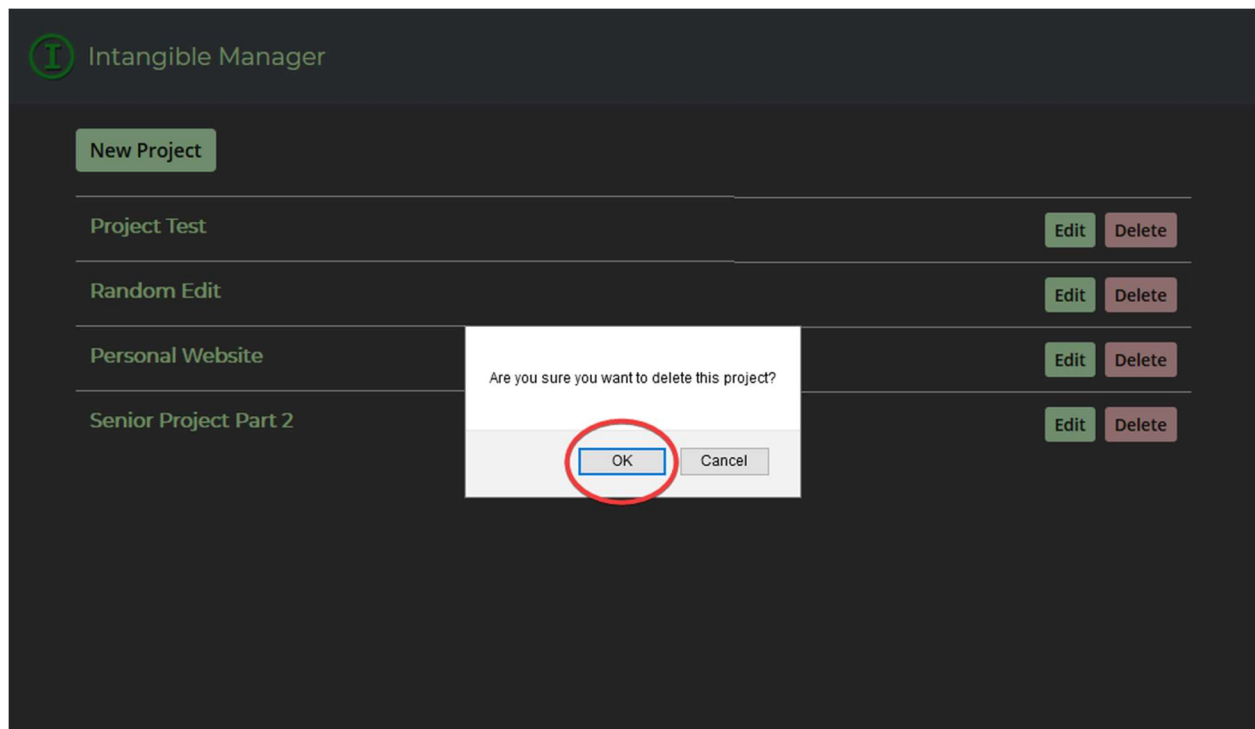 I Intangible Manager
New Project
Project Test Edit Delete
Random Edit Edit Delete
Personal Website Edit Delete
Senior Project Part 2 Edit Delete
Are you sure you want to delete this project?
OK Cancel